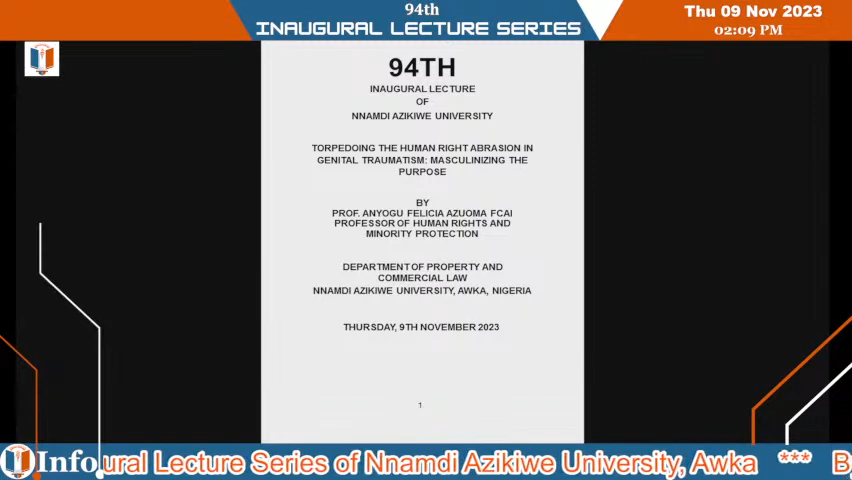 94th
INAUGURAL LECTURE SERIES
Thu 09 Nov 2023
02:09 PM
94TH
INAUGURAL LECTURE
OF
NNAMDI AZIKIWE UNIVERSITY
TORPEDOING THE HUMAN RIGHT ABRASION IN
GENITAL TRAUMATISM: MASCULINIZING THE
PURPOSE
BY
PROF. ANYOGU FELICIA AZUOMA FCAI
PROFESSOR OF HUMAN RIGHTS AND
MINORITY PROTECTION
DEPARTMENT OF PROPERTY AND
COMMERCIAL LAW
NNAMDI AZIKIWE UNIVERSITY, AWKA, NIGERIA
THURSDAY, 9TH NOVEMBER 2023
1
Info.
ural Lecture Series of Nnamdi Azikiwe University, Awka *** B